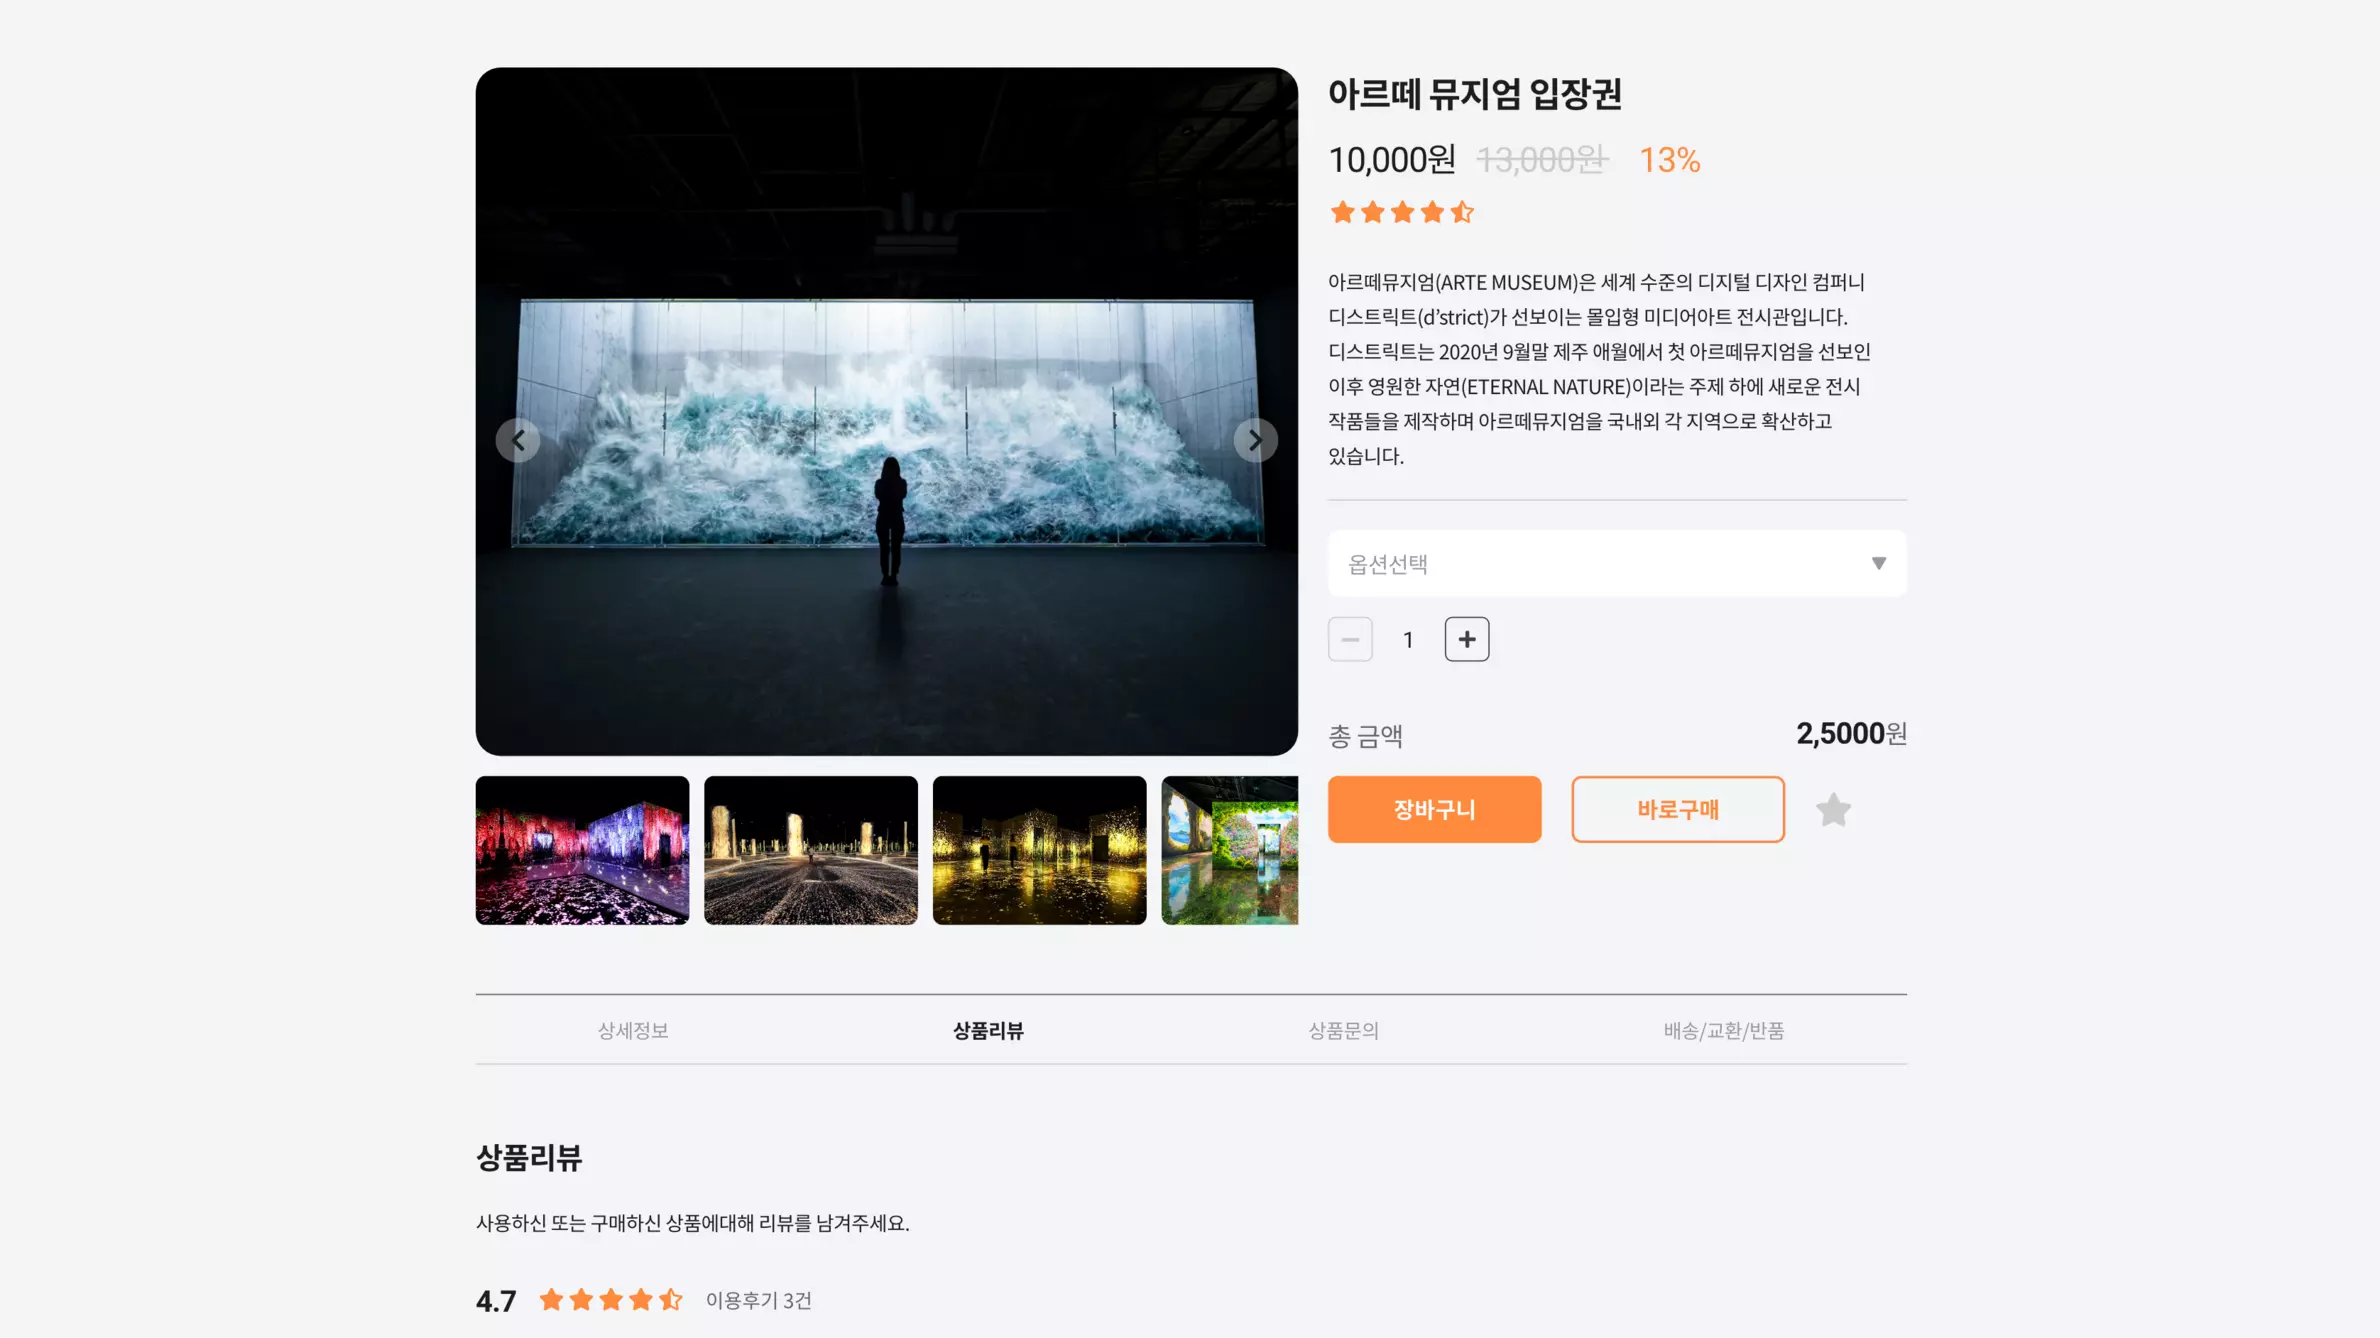 아르떼 뮤지엄 입장권
10,000원 13,000원 13%
아르떼뮤지엄(ARTE MUSEUM)은 세계 수준의 디지털 디자인 컴퍼니
디스트릭트(d’strict)가 선보이는 몰입형 미디어아트 전시관입니다.
디스트릭트는 2020년 9월말 제주 애월에서 첫 아르떼뮤지엄을 선보인
이후 영원한 자연(ETERNAL NATURE)이라는 주제 하에 새로운 전시
작품들을 제작하며 아르떼뮤지엄을 국내외 각 지역으로 확산하고
있습니다.
옵션선택
1
총 금액 2,5000원
장바구니 바로구매
상세정보 상품리뷰 상품문의 배송/교환/반품
상품리뷰
사용하신 또는 구매하신 상품에대해 리뷰를 남겨주세요.
4.7 이용후기 3건